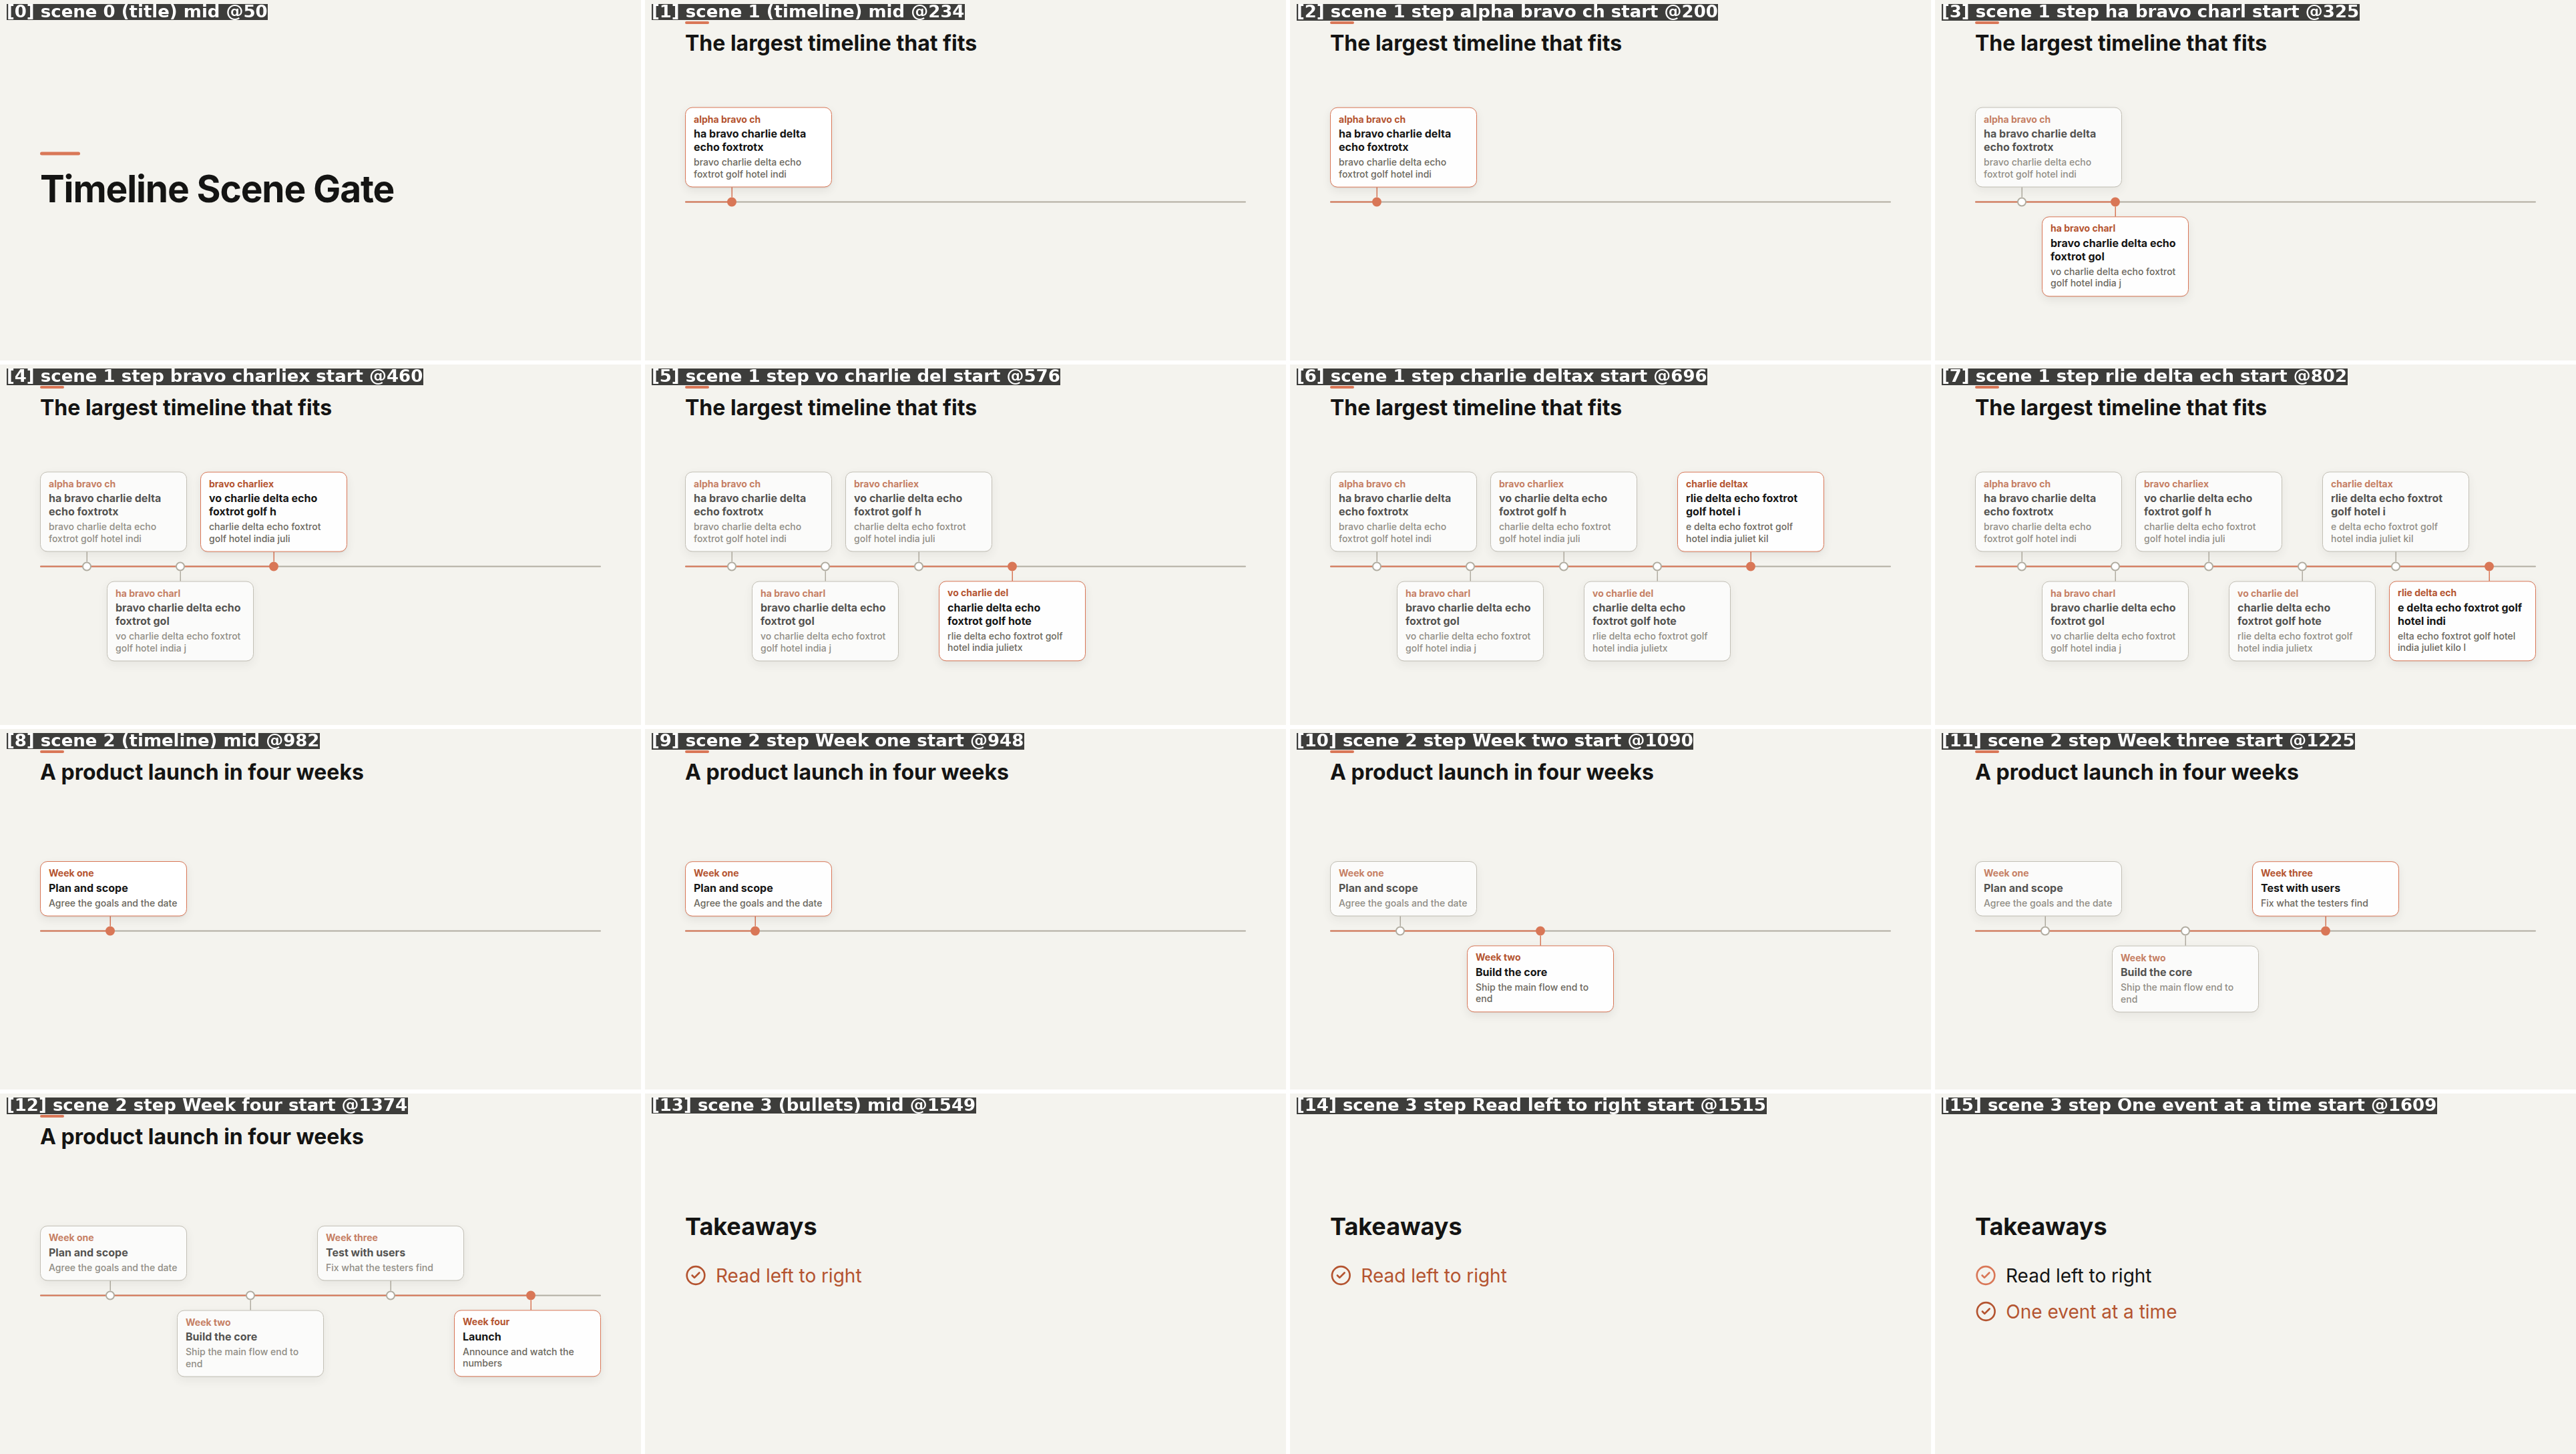 [0] scene 0 (title) mid @50
Timeline Scene Gate
[1] scene 1 (timeline) mid @234
The largest timeline that fits
alpha bravo ch
ha bravo charlie delta
echo foxtrotx
bravo charlie delta echo
foxtrot golf hotel indi
[2] scene 1 step alpha bravo ch start @200
The largest timeline that fits
alpha bravo ch
ha bravo charlie delta
echo foxtrotx
bravo charlie delta echo
foxtrot golf hotel indi
[3] scene 1 step ha bravo charl start @325
The largest timeline that fits
alpha bravo ch
ha bravo charlie delta
echo foxtrotx
bravo charlie delta echo
foxtrot golf hotel indi
ha bravo charl
bravo charlie delta echo
foxtrot gol
vo charlie delta echo foxtrot
golf hotel india j
[4] scene 1 step bravo charliex start @460
The largest timeline that fits
alpha bravo ch
ha bravo charlie delta
echo foxtrotx
bravo charlie delta echo
foxtrot golf hotel indi
bravo charliex
vo charlie delta echo
foxtrot golf h
charlie delta echo foxtrot
golf hotel india juli
ha bravo charl
bravo charlie delta echo
foxtrot gol
vo charlie delta echo foxtrot
golf hotel india j
[5] scene 1 step vo charlie del start @576
The largest timeline that fits
alpha bravo ch
ha bravo charlie delta
echo foxtrotx
bravo charlie delta echo
foxtrot golf hotel indi
bravo charliex
vo charlie delta echo
foxtrot golf h
charlie delta echo foxtrot
golf hotel india juli
ha bravo charl
bravo charlie delta echo
foxtrot gol
vo charlie delta echo foxtrot
golf hotel india j
vo charlie del
charlie delta echo
foxtrot golf hote
rlie delta echo foxtrot golf
hotel india julietx
[6] scene 1 step charlie deltax start @696
The largest timeline that fits
alpha bravo ch
ha bravo charlie delta
echo foxtrotx
bravo charlie delta echo
foxtrot golf hotel indi
bravo charliex
vo charlie delta echo
foxtrot golf h
charlie delta echo foxtrot
golf hotel india juli
charlie deltax
rlie delta echo foxtrot
golf hotel i
e delta echo foxtrot golf
hotel india juliet kil
ha bravo charl
bravo charlie delta echo
foxtrot gol
vo charlie delta echo foxtrot
golf hotel india j
vo charlie del
charlie delta echo
foxtrot golf hote
rlie delta echo foxtrot golf
hotel india julietx
[7] scene 1 step rlie delta ech start @802
The largest timeline that fits
alpha bravo ch
ha bravo charlie delta
echo foxtrotx
bravo charlie delta echo
foxtrot golf hotel indi
bravo charliex
vo charlie delta echo
foxtrot golf h
charlie delta echo foxtrot
golf hotel india juli
charlie deltax
rlie delta echo foxtrot
golf hotel i
e delta echo foxtrot golf
hotel india juliet kil
ha bravo charl
bravo charlie delta echo
foxtrot gol
vo charlie delta echo foxtrot
golf hotel india j
vo charlie del
charlie delta echo
foxtrot golf hote
rlie delta echo foxtrot golf
hotel india julietx
rlie delta ech
e delta echo foxtrot golf
hotel indi
elta echo foxtrot golf hotel
india juliet kilo l
[8] scene 2 (timeline) mid @982
A product launch in four weeks
Week one
Plan and scope
Agree the goals and the date
[9] scene 2 step Week one start @948
A product launch in four weeks
Week one
Plan and scope
Agree the goals and the date
[10] scene 2 step Week two start @1090
A product launch in four weeks
Week one
Plan and scope
Agree the goals and the date
Week two
Build the core
Ship the main flow end to
end
[11] scene 2 step Week three start @1225
A product launch in four weeks
Week one
Plan and scope
Agree the goals and the date
Week three
Test with users
Fix what the testers find
Week two
Build the core
Ship the main flow end to
end
[12] scene 2 step Week four start @1374
A product launch in four weeks
Week one
Plan and scope
Agree the goals and the date
Week three
Test with users
Fix what the testers find
Week two
Build the core
Ship the main flow end to
end
Week four
Launch
Announce and watch the
numbers
[13] scene 3 (bullets) mid @1549
Takeaways
Read left to right
[14] scene 3 step Read left to right start @1515
Takeaways
Read left to right
[15] scene 3 step One event at a time start @1609
Takeaways
Read left to right
One event at a time